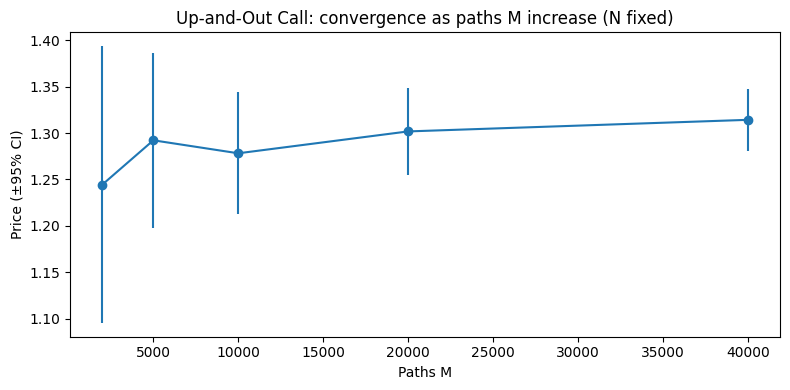 Up-and-Out Call: convergence as paths M increase (N fixed)
1.40
1.35
1.30
1.25
1.20
1.15
1.10
Price (±95% CI)
5000 10000 15000 20000 25000 30000 35000 40000
Paths M